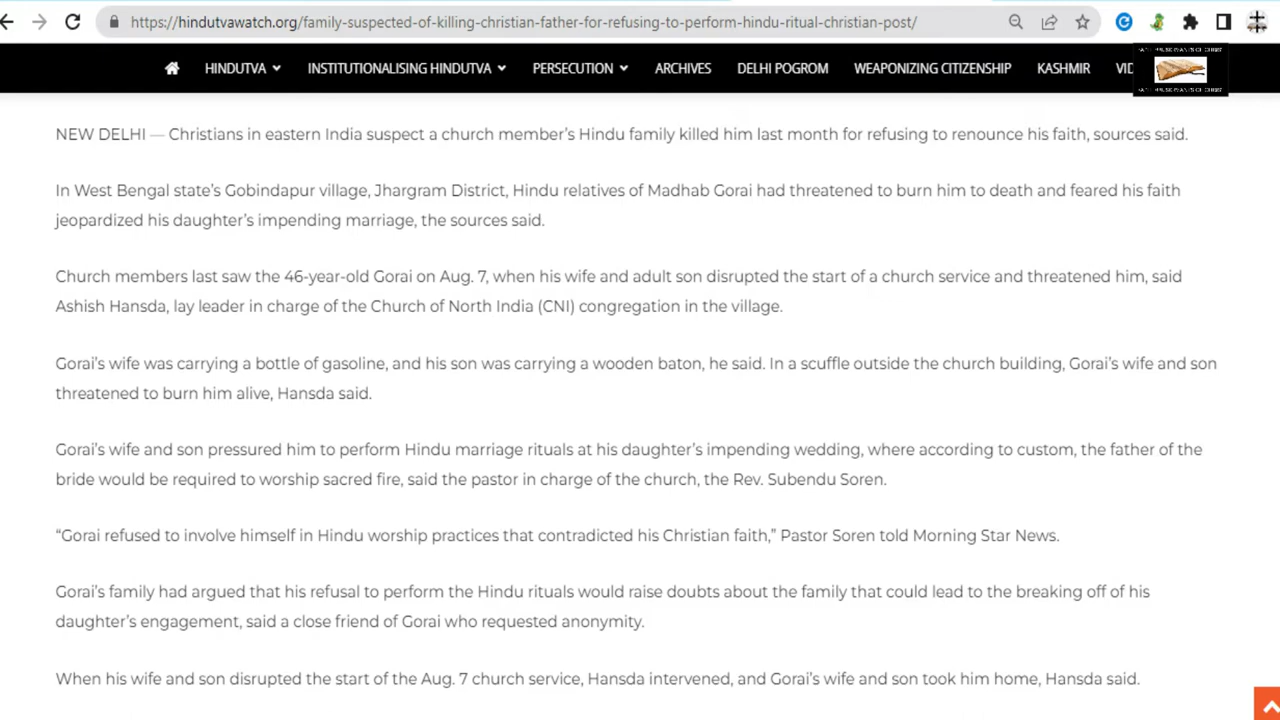 https://hindutvawatch.org/family-suspected-of-killing-christian-father-for-refusing-to-perform-hindu-ritual-christian-post/
HINDUTVA INSTITUTIONALISING HINDUTVA PERSECUTION ARCHIVES DELHI POGROM WEAPONIZING CITIZENSHIP KASHMIR VID
NEW DELHI — Christians in eastern India suspect a church member’s Hindu family killed him last month for refusing to renounce his faith, sources said.
In West Bengal state’s Gobindapur village, Jhargram District, Hindu relatives of Madhab Gorai had threatened to burn him to death and feared his faith
jeopardized his daughter’s impending marriage, the sources said.
Church members last saw the 46-year-old Gorai on Aug. 7, when his wife and adult son disrupted the start of a church service and threatened him, said
Ashish Hansda, lay leader in charge of the Church of North India (CNI) congregation in the village.
Gorai’s wife was carrying a bottle of gasoline, and his son was carrying a wooden baton, he said. In a scuffle outside the church building, Gorai’s wife and son
threatened to burn him alive, Hansda said.
Gorai’s wife and son pressured him to perform Hindu marriage rituals at his daughter’s impending wedding, where according to custom, the father of the
bride would be required to worship sacred fire, said the pastor in charge of the church, the Rev. Subendu Soren.
“Gorai refused to involve himself in Hindu worship practices that contradicted his Christian faith,” Pastor Soren told Morning Star News.
Gorai’s family had argued that his refusal to perform the Hindu rituals would raise doubts about the family that could lead to the breaking off of his
daughter’s engagement, said a close friend of Gorai who requested anonymity.
When his wife and son disrupted the start of the Aug. 7 church service, Hansda intervened, and Gorai’s wife and son took him home, Hansda said.